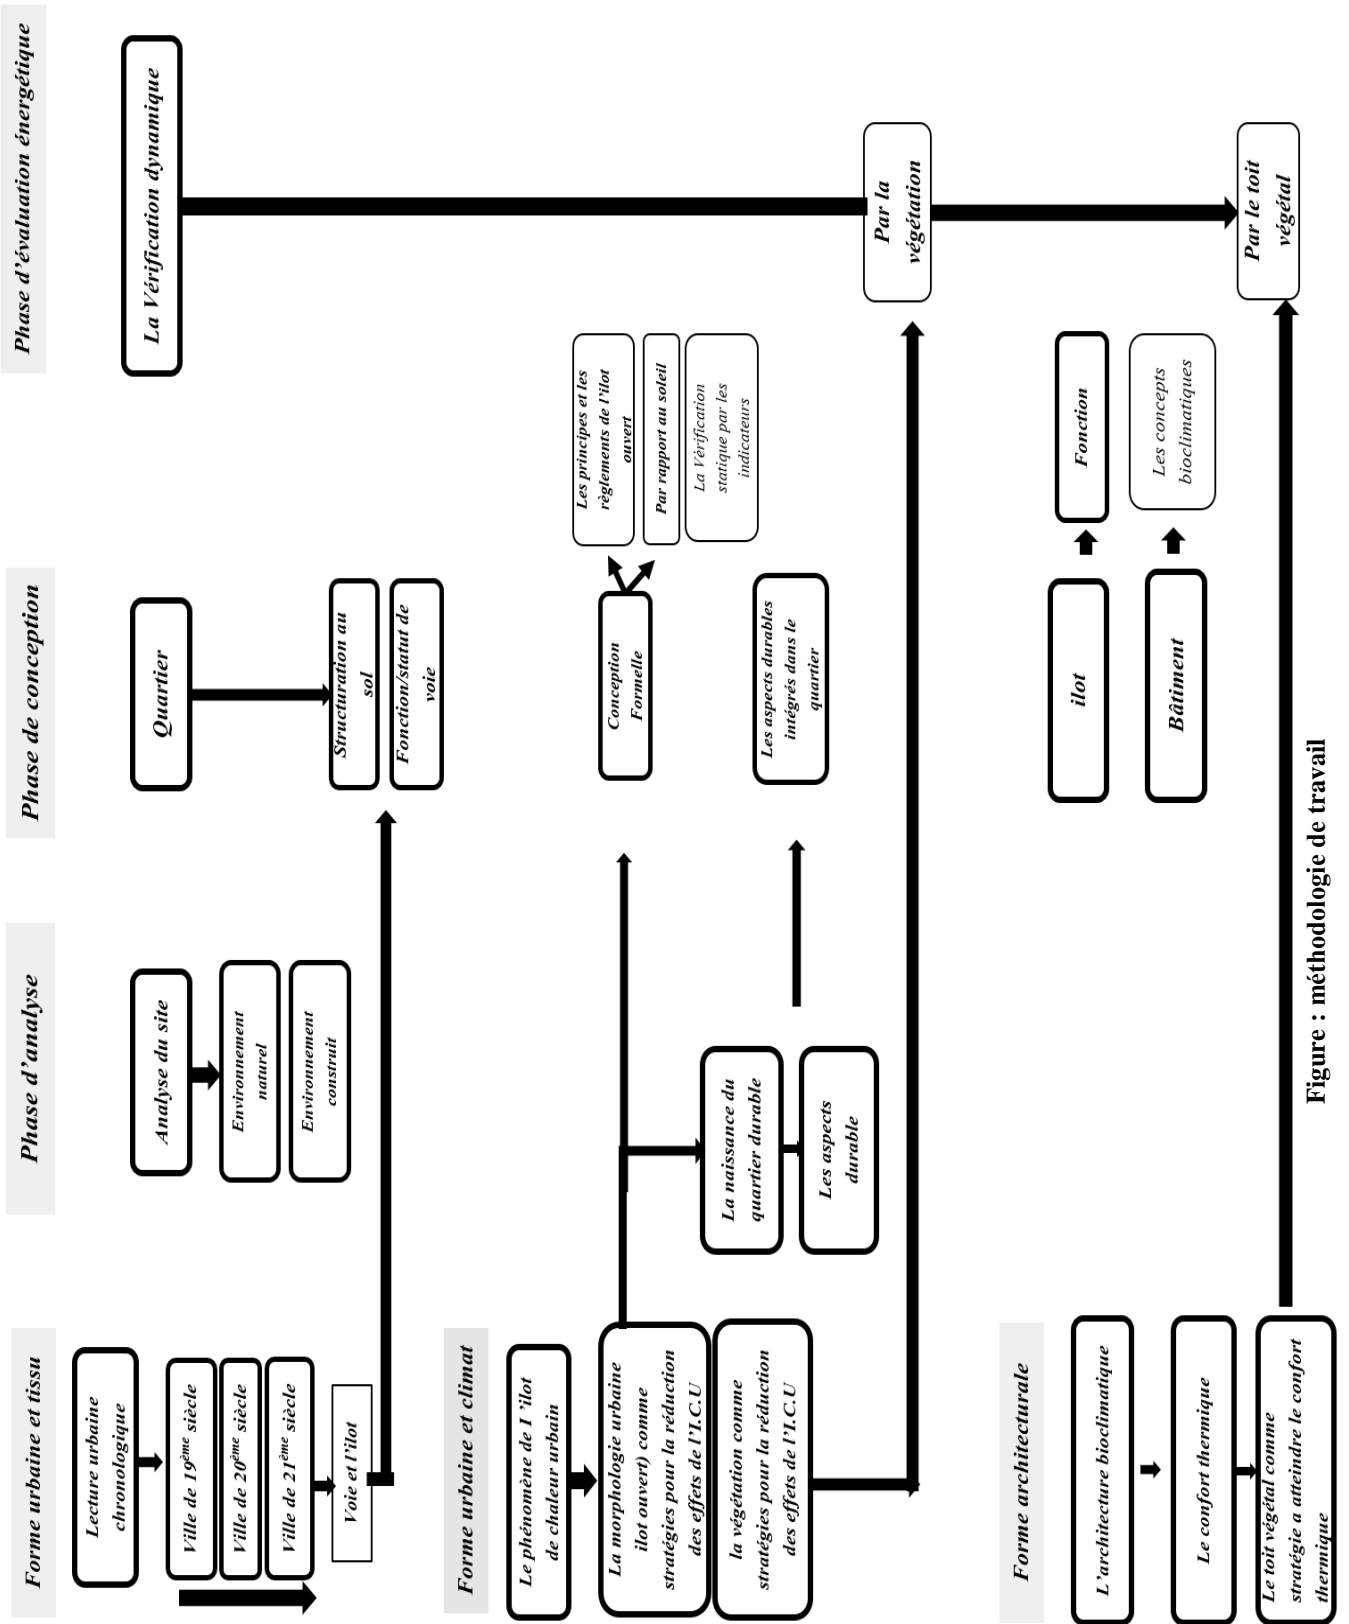 Forme urbaine et tissu
Lecture urbaine
chronologique
Ville de 19ème siècle
Ville de 20ème siècle
Ville de 21ème siècle
Voie et l'ilot
Forme urbaine et climat
Le phénomène de I 'ilot
de chaleur urbain
La morphologie urbaine
ilot ouvert) comme
stratégies pour la réduction
des effets de l'I.C.U
la végétation comme
stratégies pour la réduction
des effets de l'I.C.U
Forme architecturale
L'architecture bioclimatique
Le confort thermique
Le toit végétal comme
stratégie a atteindre le confort
thermique
Phase d'analyse
Analyse du site
Environnement
naturel
Environnement
construit
La naissance du
quartier durable
Les aspects
durable
Phase de conception
Quartier
Structuration au
sol
Fonction/statut de
voie
Conception
Formelle
Les aspects durables
intégrés dans le
quartier
ilot
Bâtiment
Les principes et les
règlements de l'ilot
ouvert
Par rapport au soleil
La Vérification
statique par les
indicateurs
Fonction
Les concepts
bioclimatiques
Phase d'évaluation énergétique
La Vérification dynamique
Par la
végétation
Par le toit
végétal
Figure : méthodologie de travail